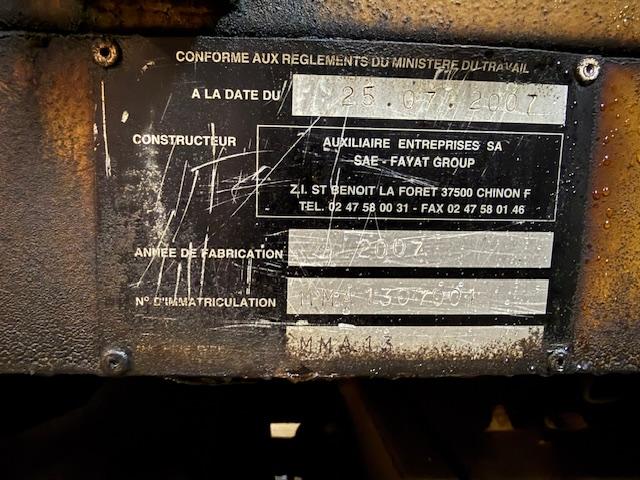 CONFORME AUX REGLEMENTS DU MINISTERE DU TRAVAIL
A LA DATE DU 25.07.2007
CONSTRUCTEUR
AUXILIAIRE ENTREPRISES SA
SAE - FAYAT GROUP
Z.I. ST BENOIT LA FORET 37500 CHINON F
TEL. 02 47 58 00 31 - FAX 02 47 58 01 46
ANNEE DE FABRICATION 2007
N° D'IMMATRICULATION
MMA 13